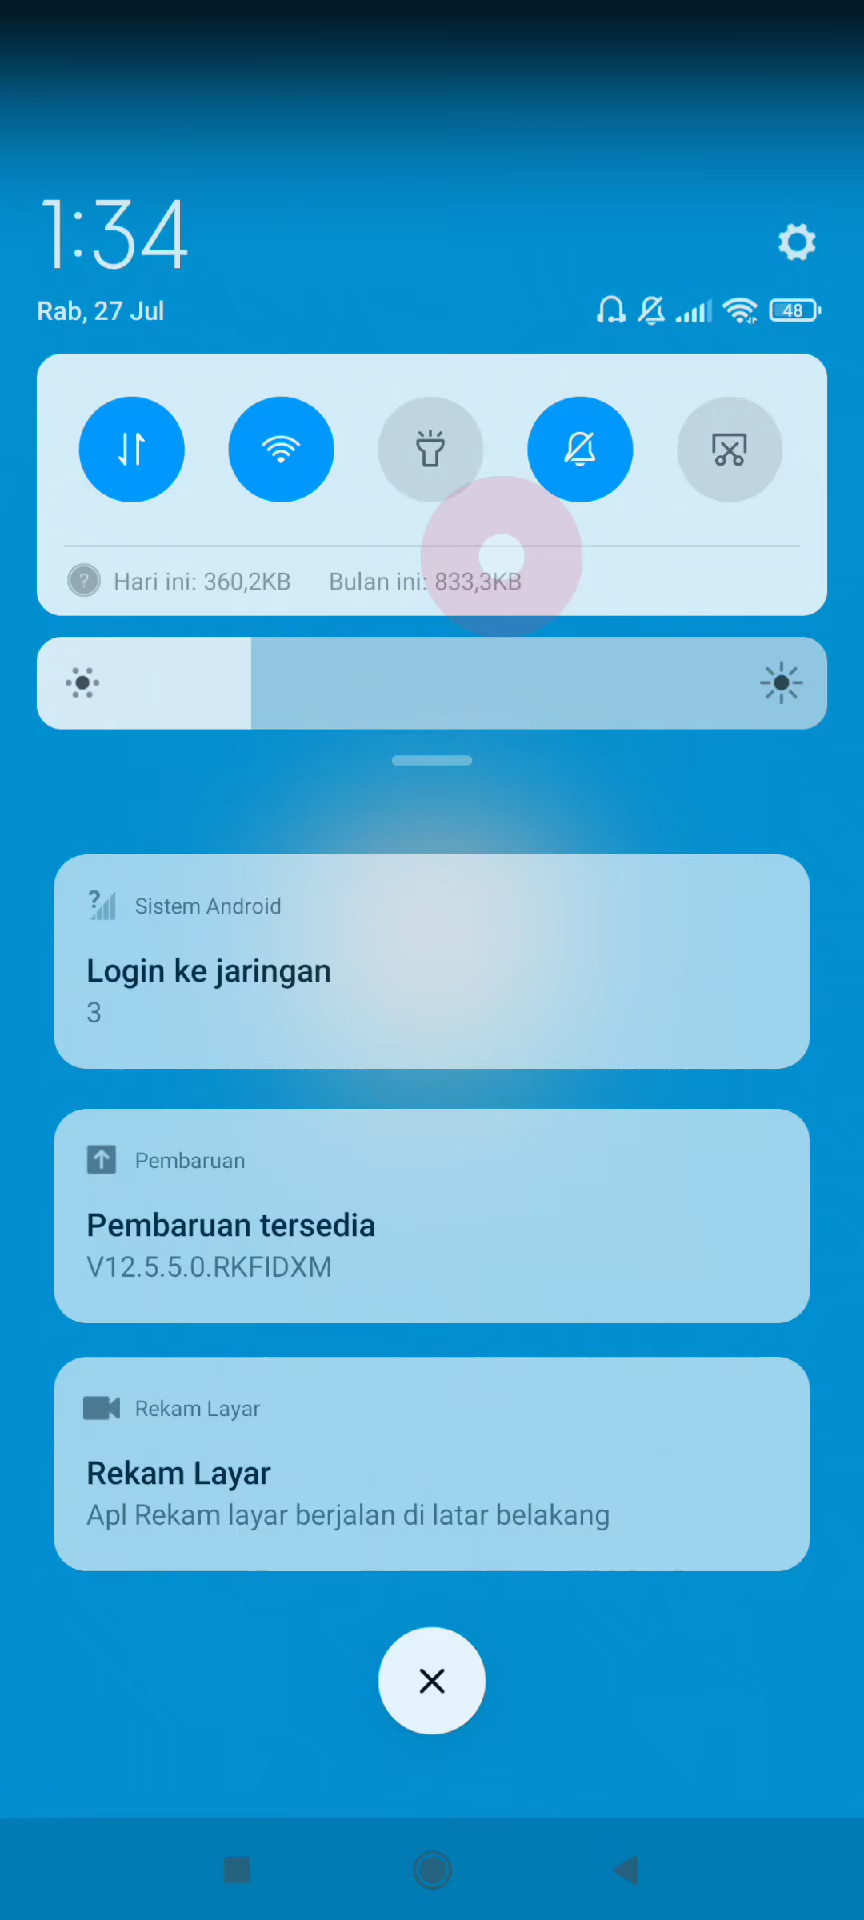 1:34
Rab, 27 Jul
48
Hari ini: 360,2KB Bulan ini: 833,3KB
Sistem Android
Login ke jaringan
3
Pembaruan
Pembaruan tersedia
V12.5.5.0.RKFIDXM
Rekam Layar
Rekam Layar
Apl Rekam layar berjalan di latar belakang